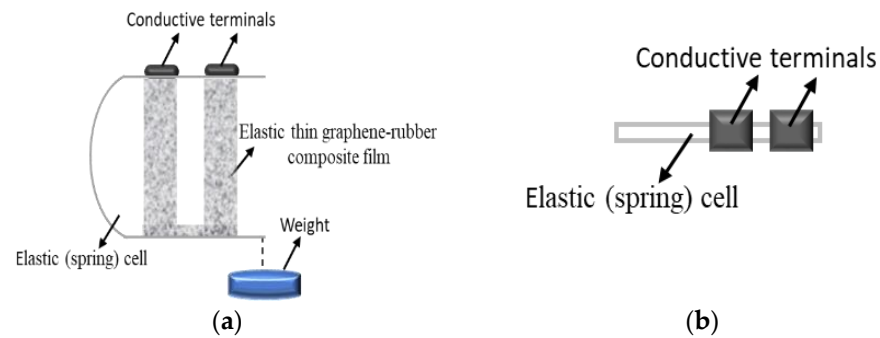 Conductive terminals
Elastic thin graphene-rubber
composite film
Weight
Elastic (spring) cell
(a)
Conductive terminals
Elastic (spring) cell
(b)